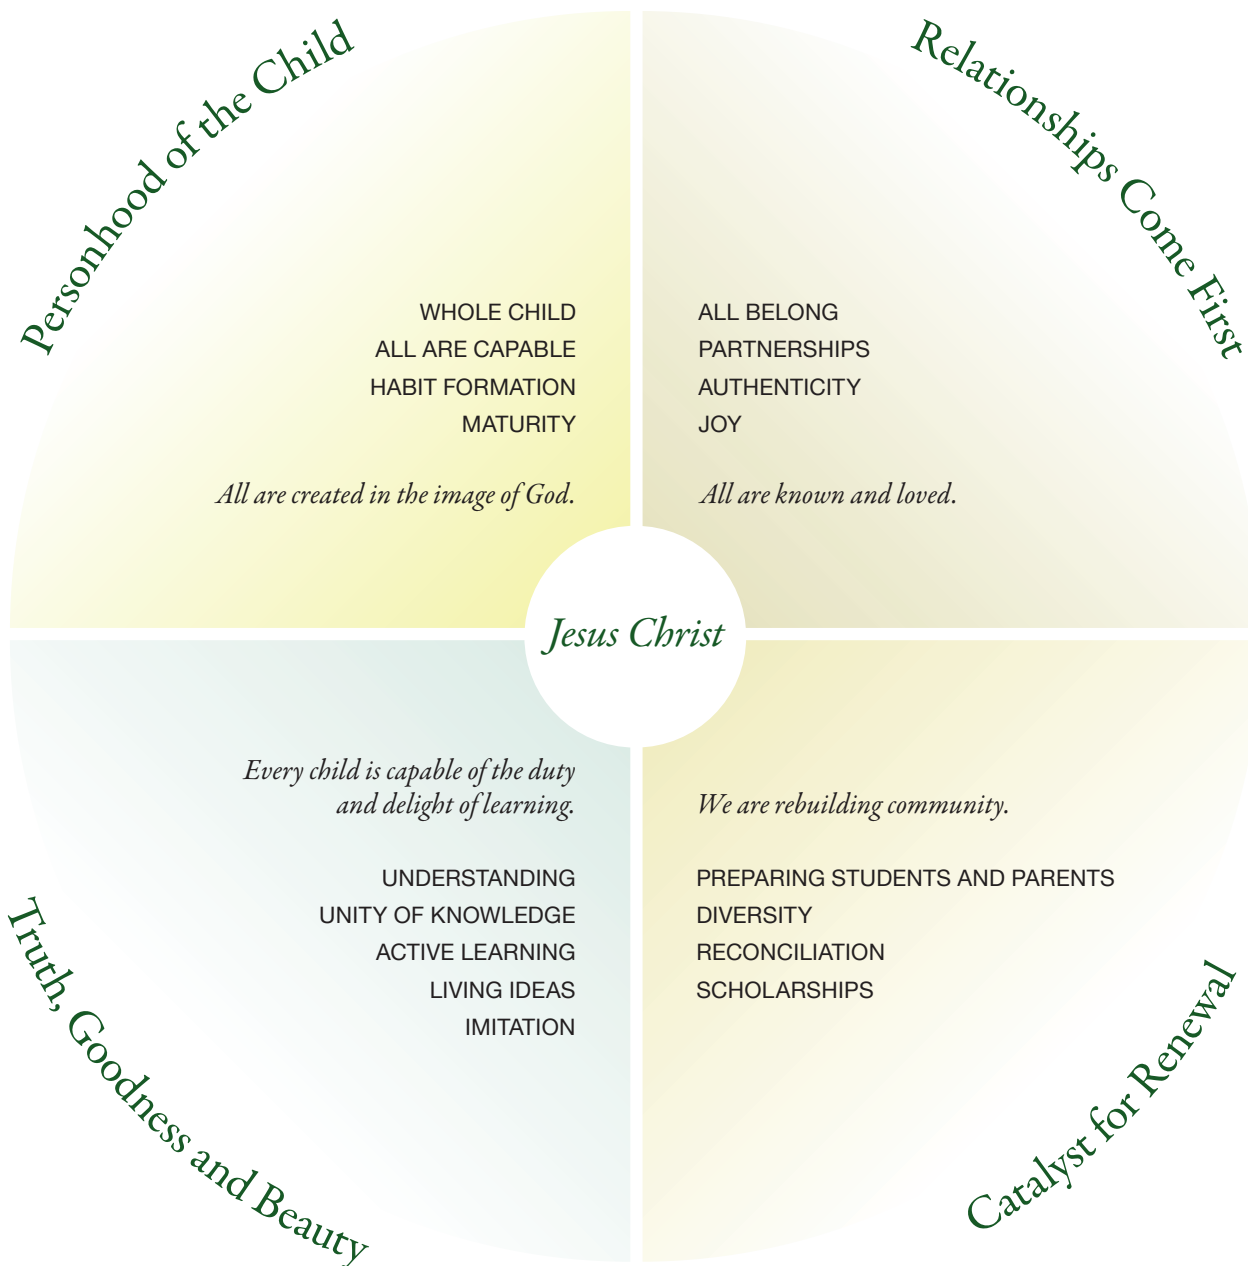 Personhood of the Child
WHOLE CHILD
ALL ARE CAPABLE
HABIT FORMATION
MATURITY
All are created in the image of God.
Relationships Come First
ALL BELONG
PARTNERSHIPS
AUTHENTICITY
JOY
All are known and loved.
Jesus Christ
Every child is capable of the duty
and delight of learning.
UNDERSTANDING
UNITY OF KNOWLEDGE
ACTIVE LEARNING
LIVING IDEAS
IMITATION
Truth, Goodness and Beauty
We are rebuilding community.
PREPARING STUDENTS AND PARENTS
DIVERSITY
RECONCILIATION
SCHOLARSHIPS
Catalyst for Renewal